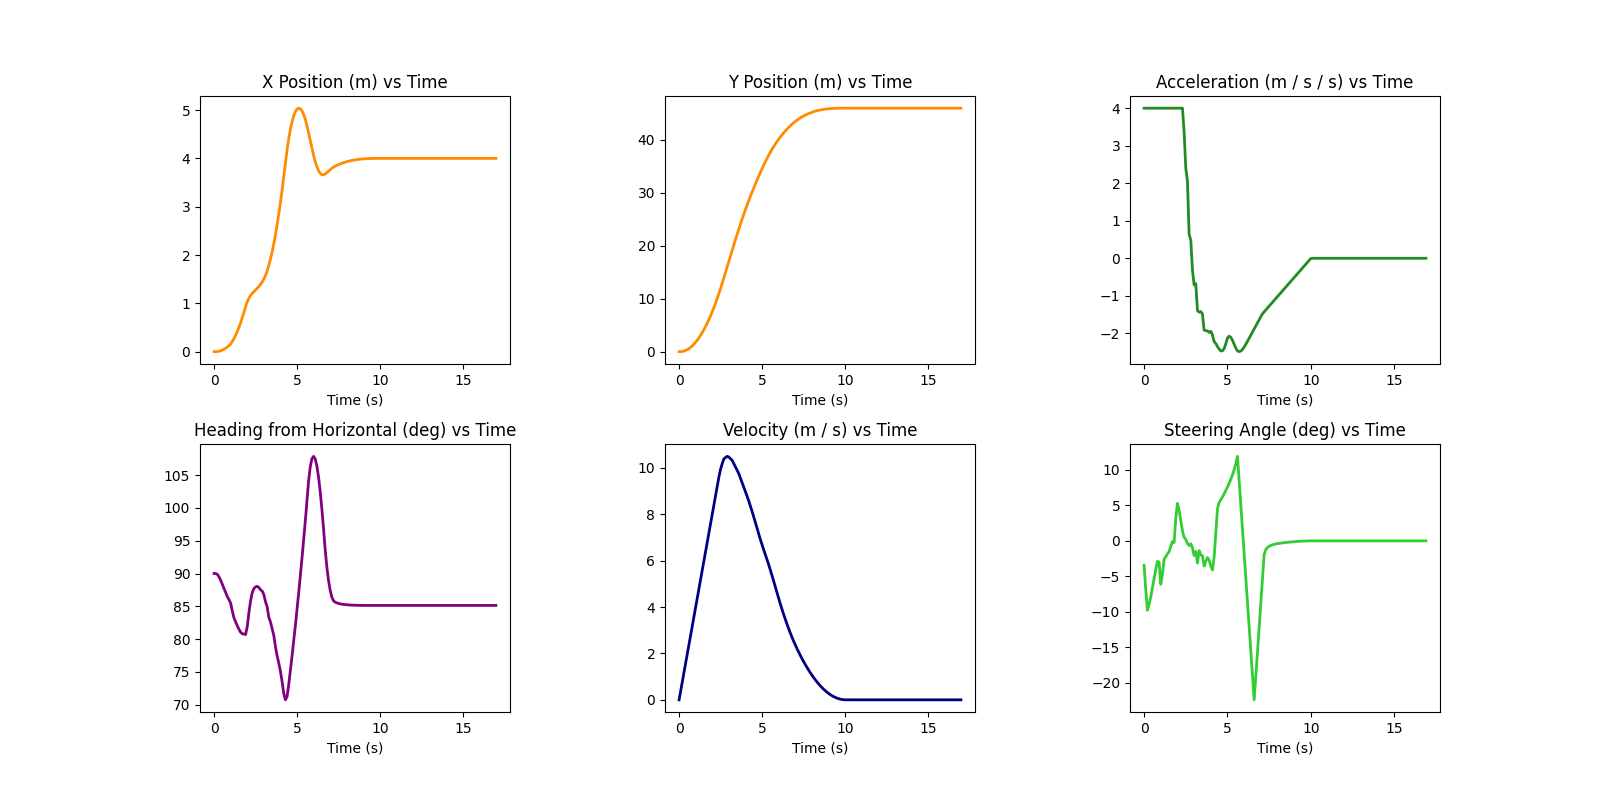 X Position (m) vs Time
5
4
3
2
1
0
0 5 10 15
Time (s)
Y Position (m) vs Time
40
30
20
10
0
0 5 10 15
Time (s)
Acceleration (m / s / s) vs Time
4
3
2
1
0
−1
−2
0 5 10 15
Time (s)
Heading from Horizontal (deg) vs Time
105
100
95
90
85
80
75
70
0 5 10 15
Time (s)
Velocity (m / s) vs Time
10
8
6
4
2
0
0 5 10 15
Time (s)
Steering Angle (deg) vs Time
10
5
0
−5
−10
−15
−20
0 5 10 15
Time (s)